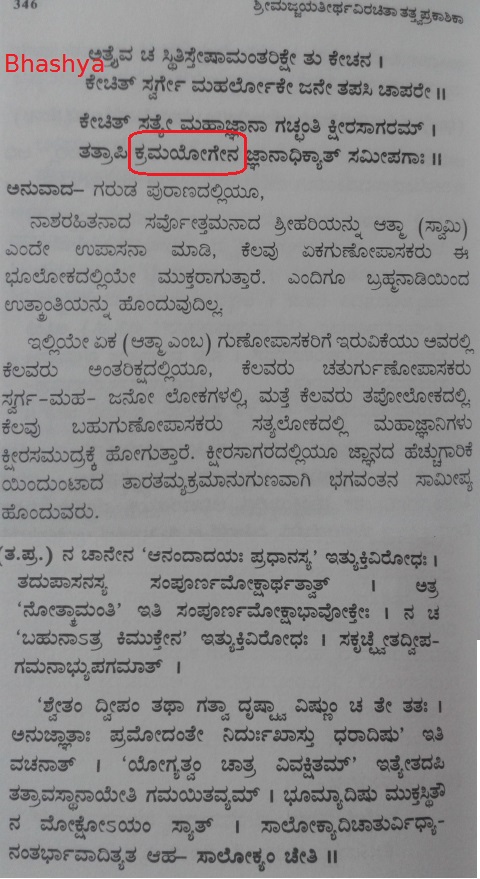 346
ಶ್ರೀಮಜ್ಜಯತೀರ್ಥವಿರಚಿತಾ ತತ್ತ್ವಪ್ರಕಾಶಿಕಾ
Bhashya
ಅತ್ರೈವ ಚ ಸ್ಥಿತಿಸ್ತೇಷಾಮಂತರಿಕ್ಷೇ ತು ಕೇಚನ ।
ಕೇಚಿತ್ ಸ್ವರ್ಗೇ ಮಹರ್ಲೋಕೇ ಜನೇ ತಪಸಿ ಚಾಪರೇ ॥
ಕೇಚಿತ್ ಸತ್ಯೇ ಮಹಾಜ್ಞಾನಾ ಗಚ್ಛಂತಿ ಕ್ಷೀರಸಾಗರಮ್ ।
ತತ್ರಾಪಿ ಕ್ರಮಯೋಗೇನ ಜ್ಞಾನಾಧಿಕ್ಯಾತ್ ಸಮೀಪಗಾಃ ॥
ಅನುವಾದ– ಗರುಡ ಪುರಾಣದಲ್ಲಿಯೂ,
ನಾಶರಹಿತನಾದ ಸರ್ವೋತ್ತಮನಾದ ಶ್ರೀಹರಿಯನ್ನು ಆತ್ಮಾ (ಸ್ವಾಮಿ)
ಎಂದೇ ಉಪಾಸನಾ ಮಾಡಿ, ಕೆಲವು ಏಕಗುಣೋಪಾಸಕರು ಈ
ಭೂಲೋಕದಲ್ಲಿಯೇ ಮುಕ್ತರಾಗುತ್ತಾರೆ. ಎಂದಿಗೂ ಬ್ರಹ್ಮನಾಡಿಯಿಂದ
ಉತ್ಕ್ರಾಂತಿಯನ್ನು ಹೊಂದುವುದಿಲ್ಲ.
ಇಲ್ಲಿಯೇ ಏಕ (ಆತ್ಮಾ ಎಂಬ) ಗುಣೋಪಾಸಕರಿಗೆ ಇರುವಿಕೆಯು ಅವರಲ್ಲಿ
ಕೆಲವರು ಅಂತರಿಕ್ಷದಲ್ಲಿಯೂ, ಕೆಲವರು ಚತುರ್ಗುಣೋಪಾಸಕರು
ಸ್ವರ್ಗ-ಮಹ- ಜನೋ ಲೋಕಗಳಲ್ಲಿ, ಮತ್ತೆ ಕೆಲವರು ತಪೋಲೋಕದಲ್ಲಿ,
ಕೆಲವು ಬಹುಗುಣೋಪಾಸಕರು ಸತ್ಯಲೋಕದಲ್ಲಿ ಮಹಾಜ್ಞಾನಿಗಳು
ಕ್ಷೀರಸಮುದ್ರಕ್ಕೆ ಹೋಗುತ್ತಾರೆ. ಕ್ಷೀರಸಾಗರದಲ್ಲಿಯೂ ಜ್ಞಾನದ ಹೆಚ್ಚುಗಾರಿಕೆ
ಯಿಂದುಂಟಾದ ತಾರತಮ್ಯಕ್ರಮಾನುಗುಣವಾಗಿ ಭಗವಂತನ ಸಾಮೀಪ್ಯ
ಹೊಂದುವರು.
(ತ.ಪ್ರ.) ನ ಚಾನೇನ 'ಆನಂದಾದಯಃ ಪ್ರಧಾನಸ್ಯ' ಇತ್ಯುಕ್ತಿವಿರೋಧಃ ।
ತದುಪಾಸನಸ್ಯ ಸಂಪೂರ್ಣಮೋಕ್ಷಾರ್ಥತ್ವಾತ್ । ಅತ್ರ
'ನೋತ್ಕ್ರಾಮಂತಿ' ಇತಿ ಸಂಪೂರ್ಣಮೋಕ್ಷಾಭಾವೋಕ್ತೇಃ । ನ ಚ
'ಬಹುನಾಽತ್ರ ಕಿಮುಕ್ತೇನ' ಇತ್ಯುಕ್ತಿವಿರೋಧಃ । ಸಕೃಚ್ಛ್ವೇತದ್ವೀಪ-
ಗಮನಾಭ್ಯುಪಗಮಾತ್ ।
'ಶ್ವೇತಂ ದ್ವೀಪಂ ತಥಾ ಗತ್ವಾ ದೃಷ್ಟ್ವಾ ವಿಷ್ಣುಂ ಚ ತೇ ತತಃ ।
ಅನುಜ್ಞಾತಾಃ ಪ್ರಮೋದಂತೇ ನಿರ್ದುಃಖಾಸ್ತು ಧರಾದಿಷು' ಇತಿ
ವಚನಾತ್ । 'ಯೋಗ್ಯತ್ವಂ ಚಾತ್ರ ವಿವಕ್ಷಿತಮ್' ಇತ್ಯೇತದಪಿ
ತತ್ರಾವಸ್ಥಾನಾಯೇತಿ ಗಮಯಿತವ್ಯಮ್ । ಭೂಮ್ಯಾದಿಷು ಮುಕ್ತಸ್ಥಿತೌ
ನ ಮೋಕ್ಷೋಽಯಂ ಸ್ಯಾತ್ । ಸಾಲೋಕ್ಯಾದಿಚಾತುರ್ವಿಧ್ಯಾ-
ನಂತರ್ಭಾವಾದಿತ್ಯತ ಆಹ– ಸಾಲೋಕ್ಯಂ ಚೇತಿ ॥